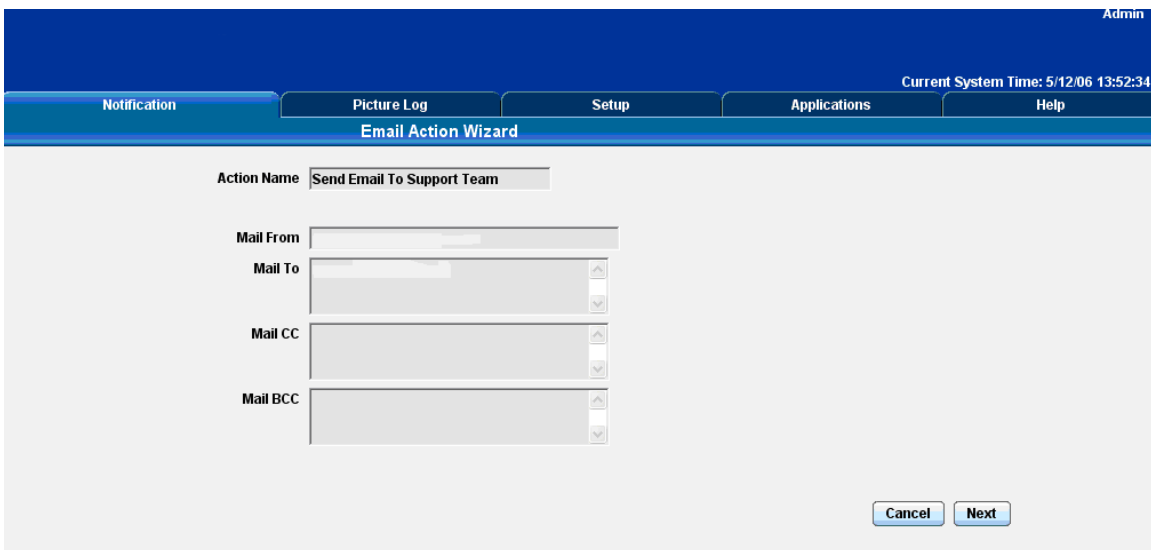 Admin
Current System Time: 5/12/06 13:52:34
Notification Picture Log Setup Applications Help
Email Action Wizard
Action Name Send Email To Support Team
Mail From
Mail To
Mail CC
Mail BCC
Cancel Next